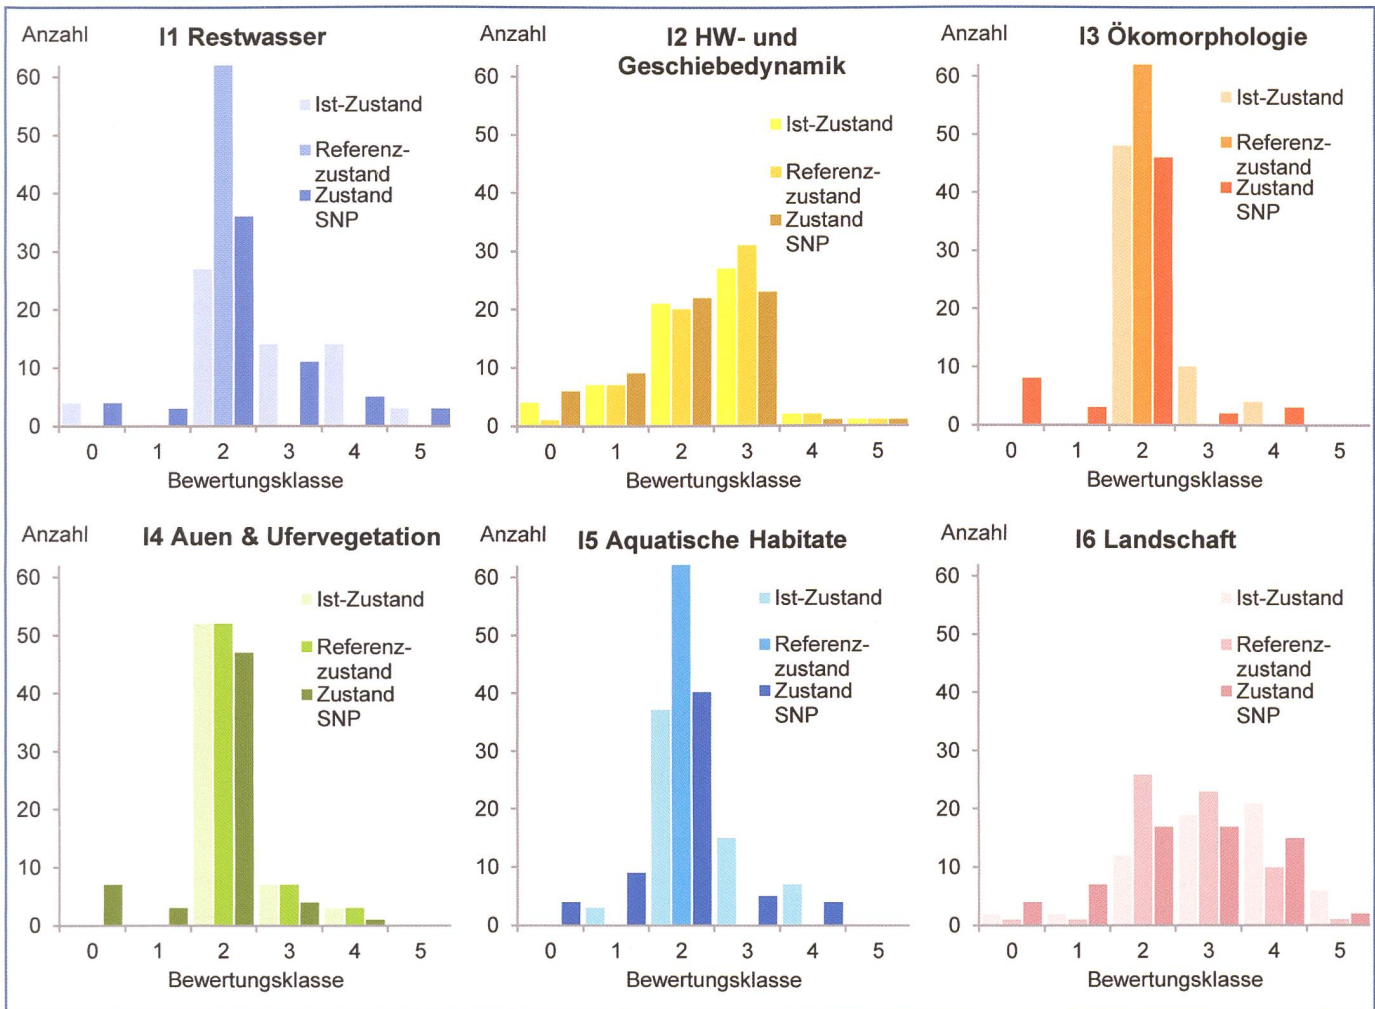 Anzahl
I1 Restwasser
60
50
40
30
20
10
0
Ist-Zustand
Referenz-
zustand
Zustand
SNP
0 1 2 3 4 5
Bewertungsklasse
Anzahl
I2 HW- und
Geschiebedynamik
60
50
40
30
20
10
0
Ist-Zustand
Referenz-
zustand
Zustand
SNP
0 1 2 3 4 5
Bewertungsklasse
Anzahl
I3 Ökomorphologie
60
50
40
30
20
10
0
Ist-Zustand
Referenz-
zustand
Zustand
SNP
0 1 2 3 4 5
Bewertungsklasse
Anzahl
I4 Auen & Ufervegetation
60
50
40
30
20
10
0
Ist-Zustand
Referenz-
zustand
Zustand
SNP
0 1 2 3 4 5
Bewertungsklasse
Anzahl
I5 Aquatische Habitate
60
50
40
30
20
10
0
Ist-Zustand
Referenz-
zustand
Zustand
SNP
0 1 2 3 4 5
Bewertungsklasse
Anzahl
I6 Landschaft
60
50
40
30
20
10
0
Ist-Zustand
Referenz-
zustand
Zustand
SNP
0 1 2 3 4 5
Bewertungsklasse